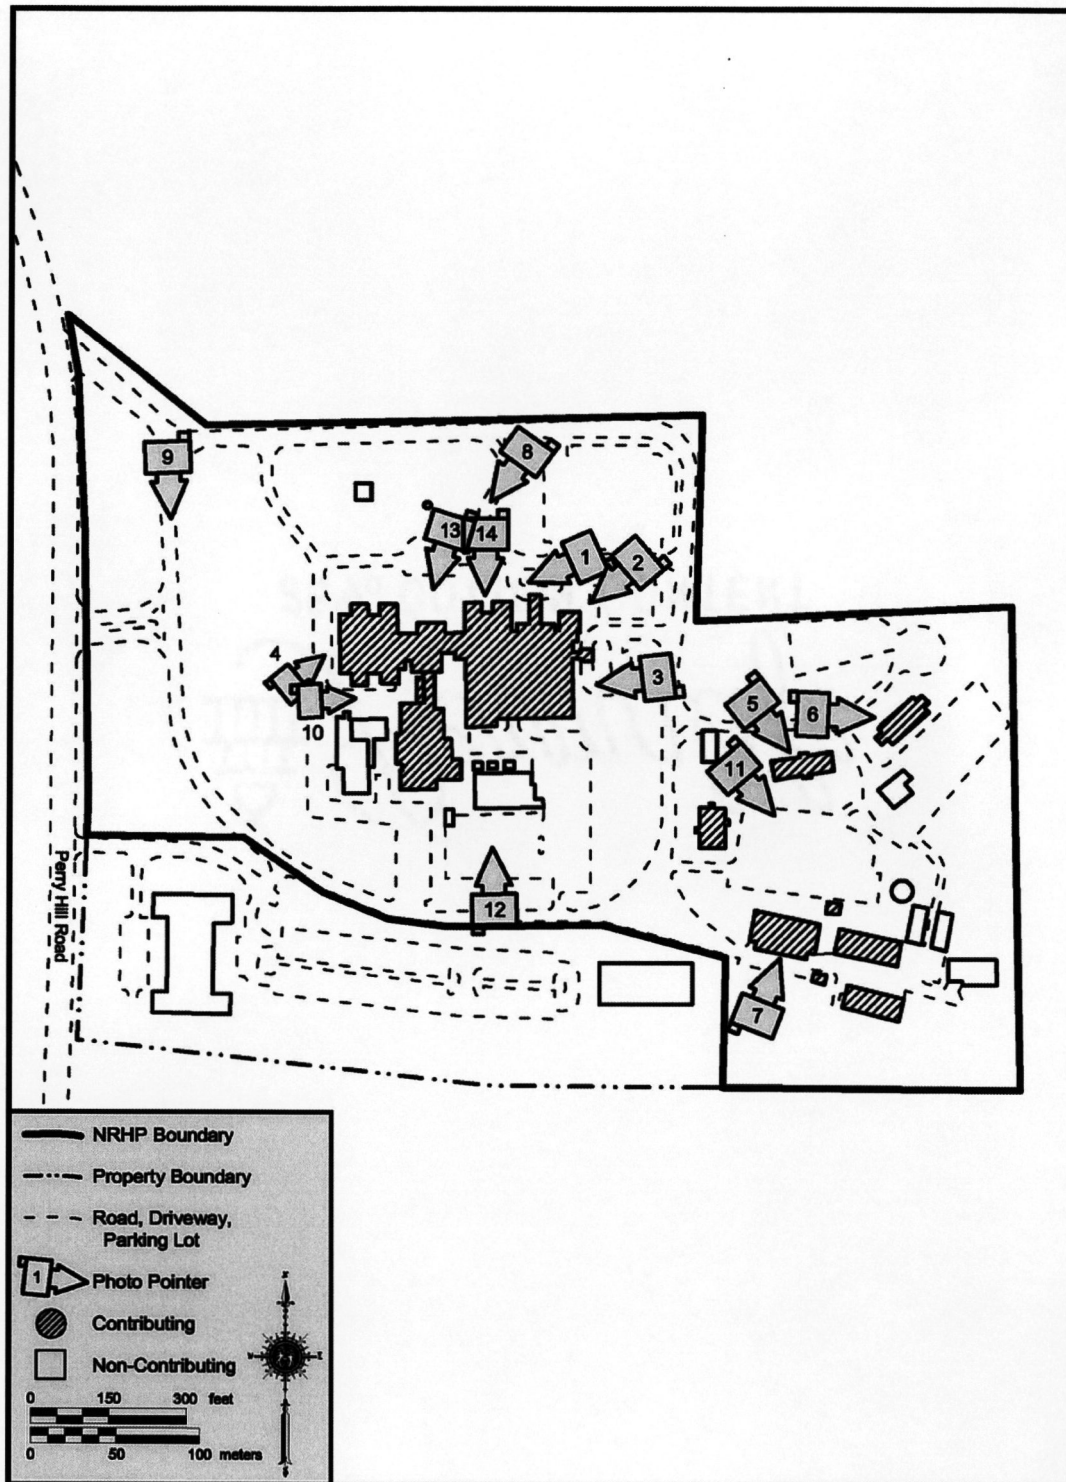 9
8
13
14
1
2
4
3
10
5
6
11
12
7
Perry Hill Road
NRHP Boundary
Property Boundary
Road, Driveway,
Parking Lot
1 Photo Pointer
Contributing
Non-Contributing
0 150 300 feet
0 50 100 meters
N
W E
S